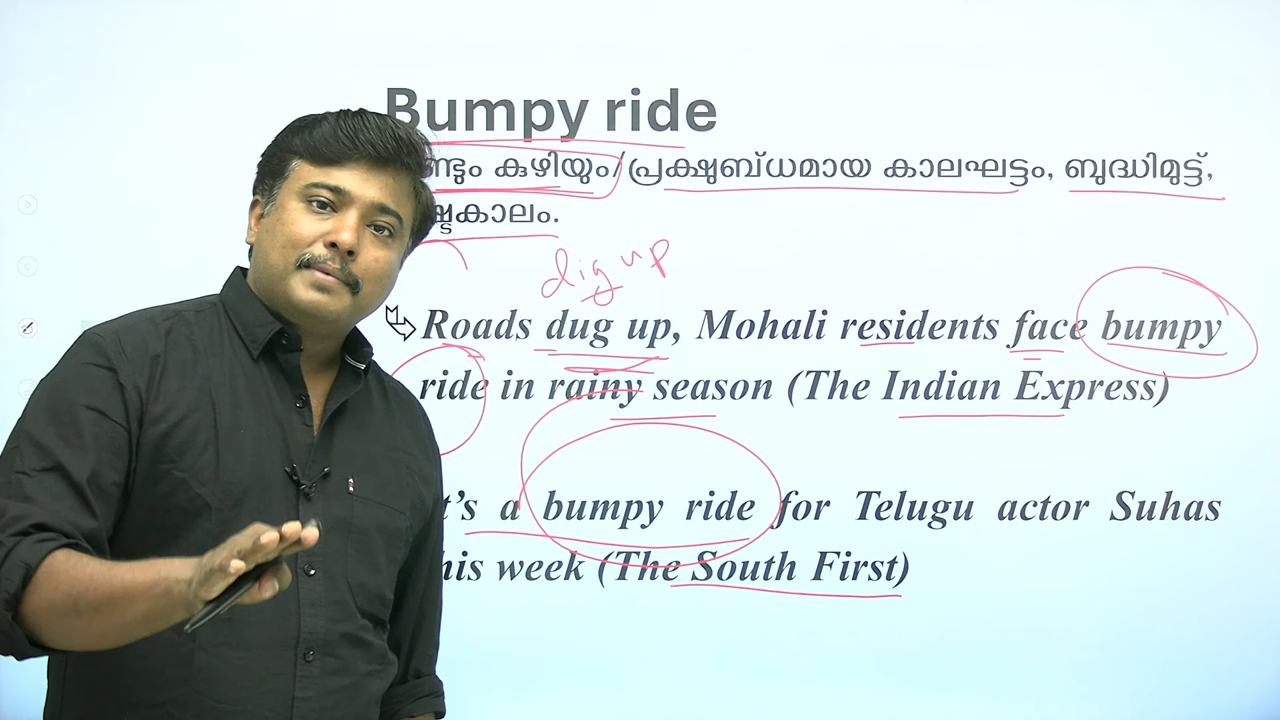 Bumpy ride
കുഴിയും/പ്രക്ഷുബ്ധമായ കാലഘട്ടം, ബുദ്ധിമുട്ട്,
dig up
Roads dug up, Mohali residents face bumpy
ride in rainy season (The Indian Express)
a bumpy ride for Telugu actor Suhas
week (The South First)